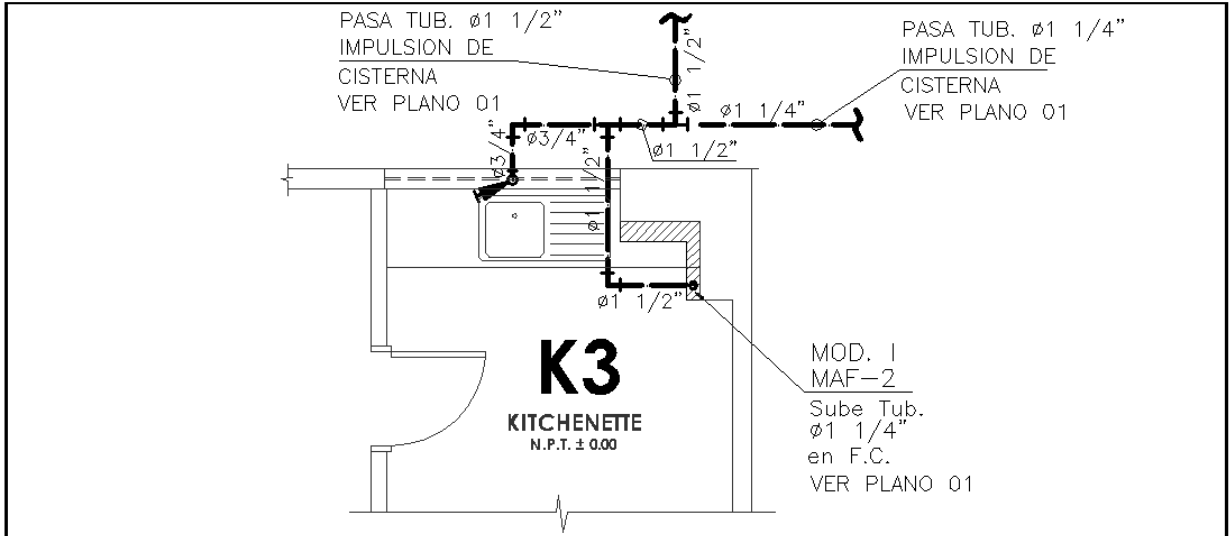 PASA TUB. ø1 1/2"
IMPULSION DE
CISTERNA
VER PLANO 01
ø1 1/2"
PASA TUB. ø1 1/4"
IMPULSION DE
CISTERNA
VER PLANO 01
ø1 1/4"
ø3/4"
ø3/4"
ø1 1/2"
ø1 1/2"
ø1 1/2"
K3
KITCHENETTE
N.P.T. ± 0.00
MOD. I
MAF-2
Sube Tub.
ø1 1/4"
en F.C.
VER PLANO 01